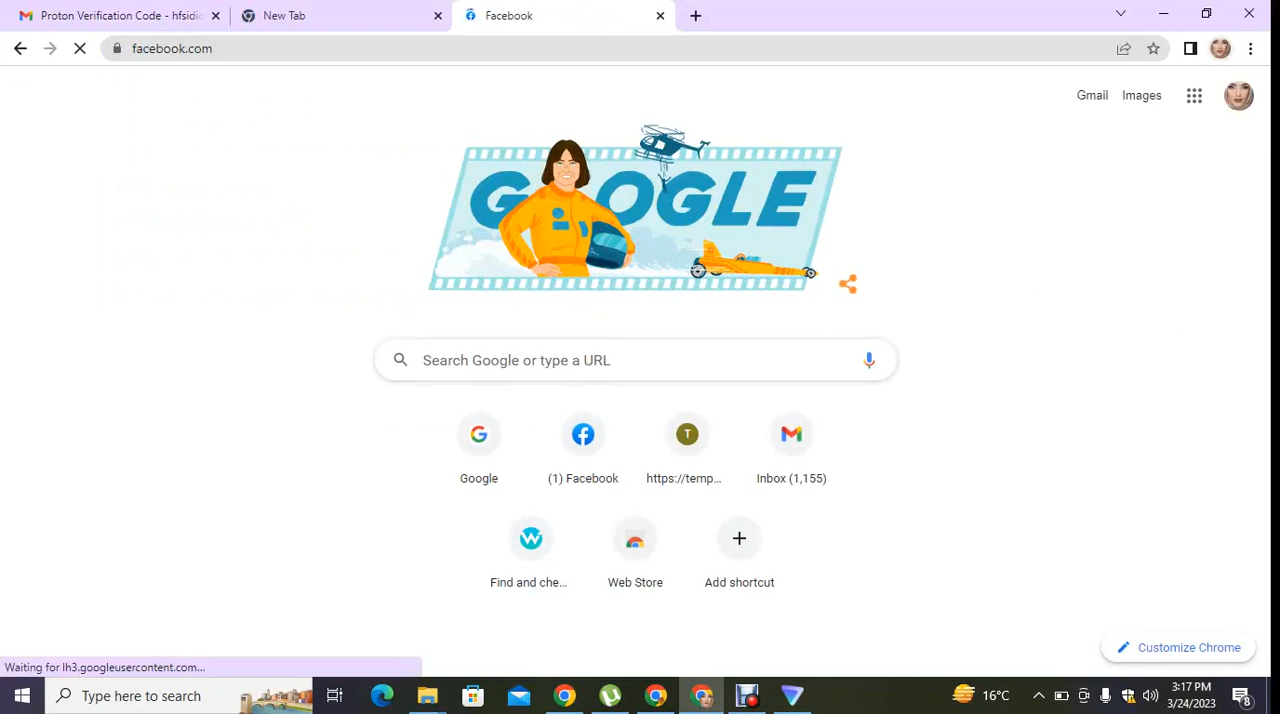 Proton Verification Code - hfsidic
New Tab
Facebook
facebook.com
Gmail
Images
GOOGLE
Search Google or type a URL
Google
(1) Facebook
T
https://temp...
Inbox (1,155)
Find and che...
Web Store
Add shortcut
Customize Chrome
Waiting for lh3.googleusercontent.com...
Type here to search
16°C
3:17 PM
3/24/2023
8